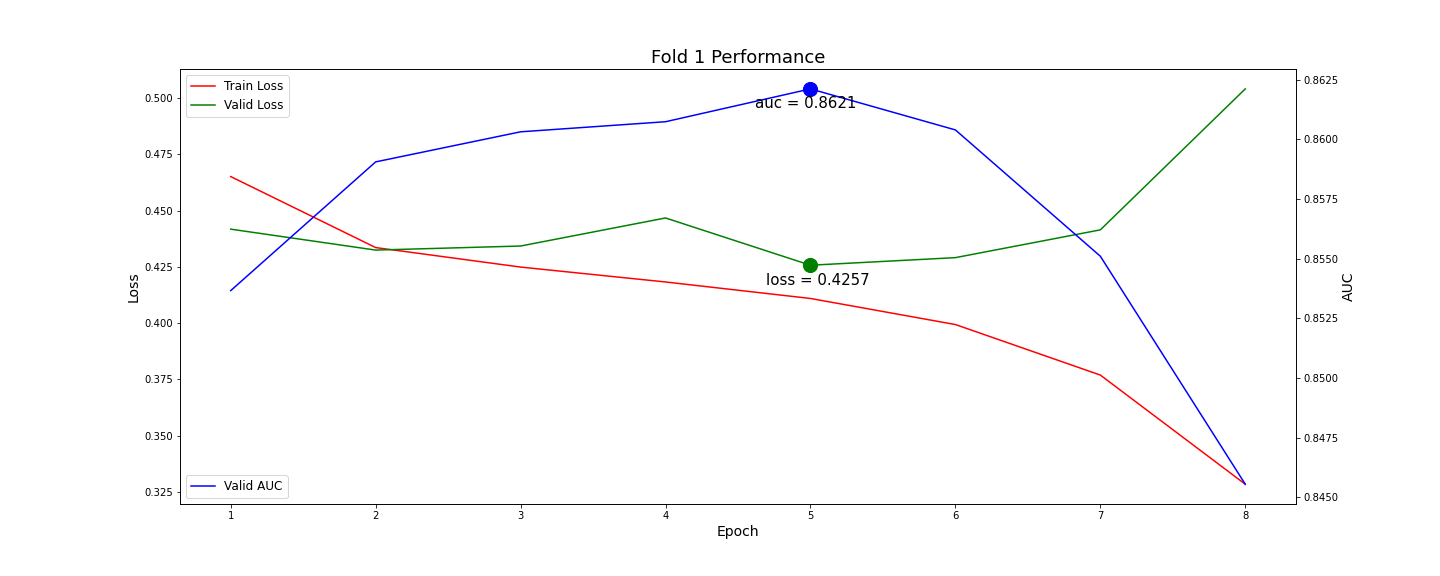 Fold 1 Performance
Train Loss
Valid Loss
Valid AUC
auc = 0.8621
loss = 0.4257
Loss
0.500
0.475
0.450
0.425
0.400
0.375
0.350
0.325
AUC
0.8625
0.8600
0.8575
0.8550
0.8525
0.8500
0.8475
0.8450
1 2 3 4 5 6 7 8
Epoch